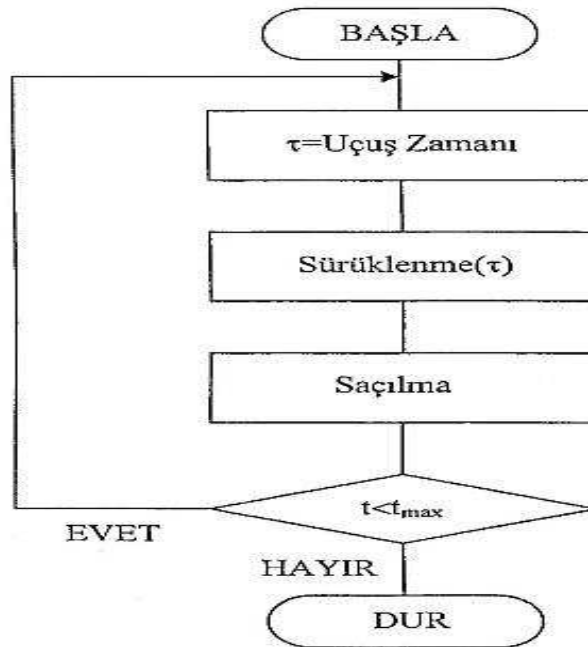 BAŞLA
τ=Uçuş Zamanı
Sürüklenme(τ)
Saçılma
t<tmax
EVET
HAYIR
DUR